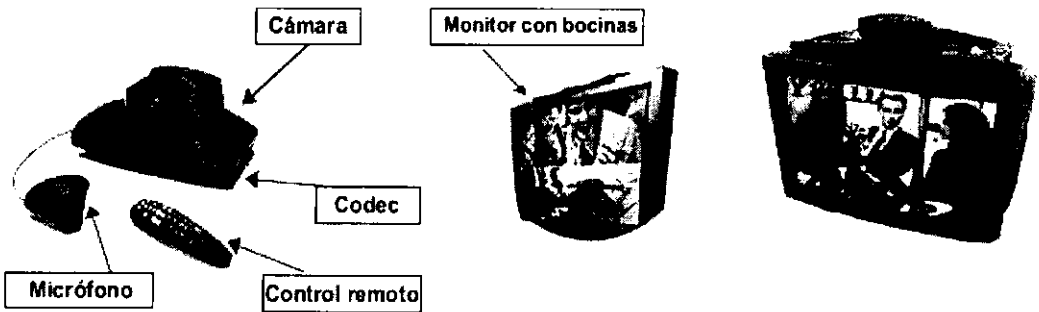 Cámara
Monitor con bocinas
Codec
Micrófono
Control remoto